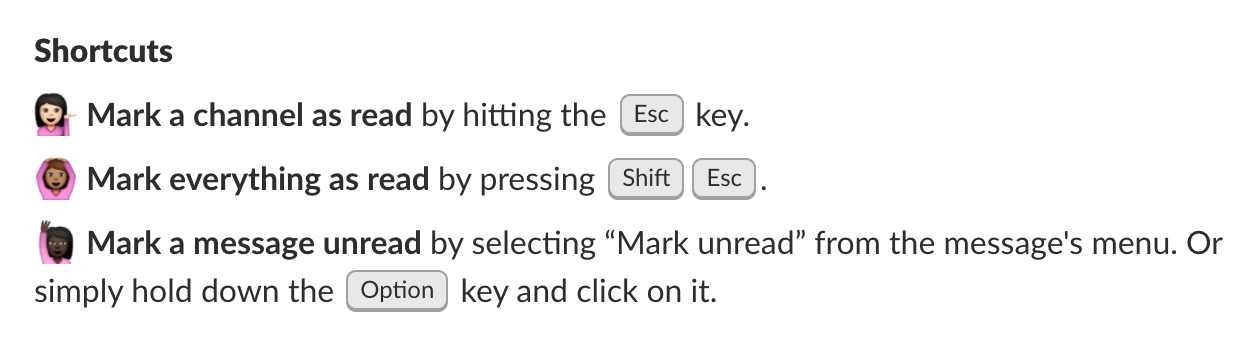 Shortcuts
💁🏻 Mark a channel as read by hitting the Esc key.
🙆🏽 Mark everything as read by pressing Shift Esc.
🙋🏿 Mark a message unread by selecting “Mark unread” from the message's menu. Or
simply hold down the Option key and click on it.